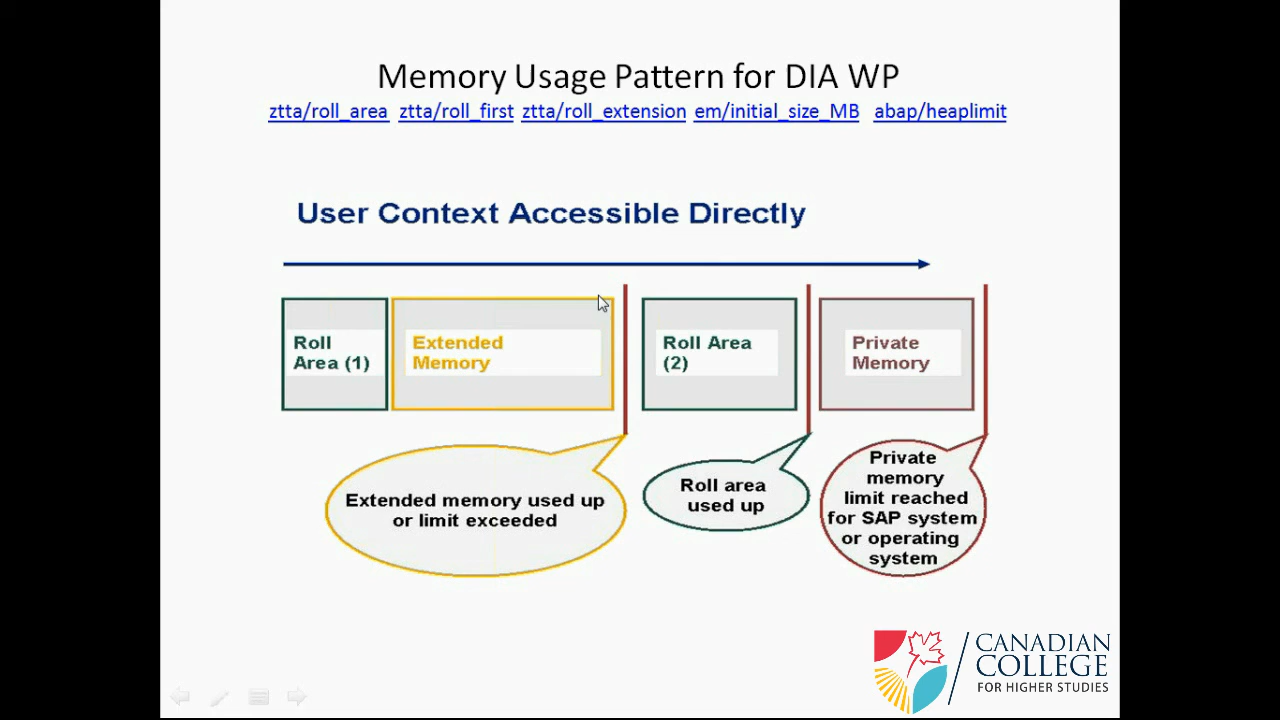 Memory Usage Pattern for DIA WP
ztta/roll_area ztta/roll_first ztta/roll_extension em/initial_size_MB abap/heaplimit
User Context Accessible Directly
Roll
Area (1)
Extended
Memory
Roll Area
(2)
Private
Memory
Extended memory used up
or limit exceeded
Roll area
used up
Private
memory
limit reached
for SAP system
or operating
system
CANADIAN
COLLEGE
FOR HIGHER STUDIES